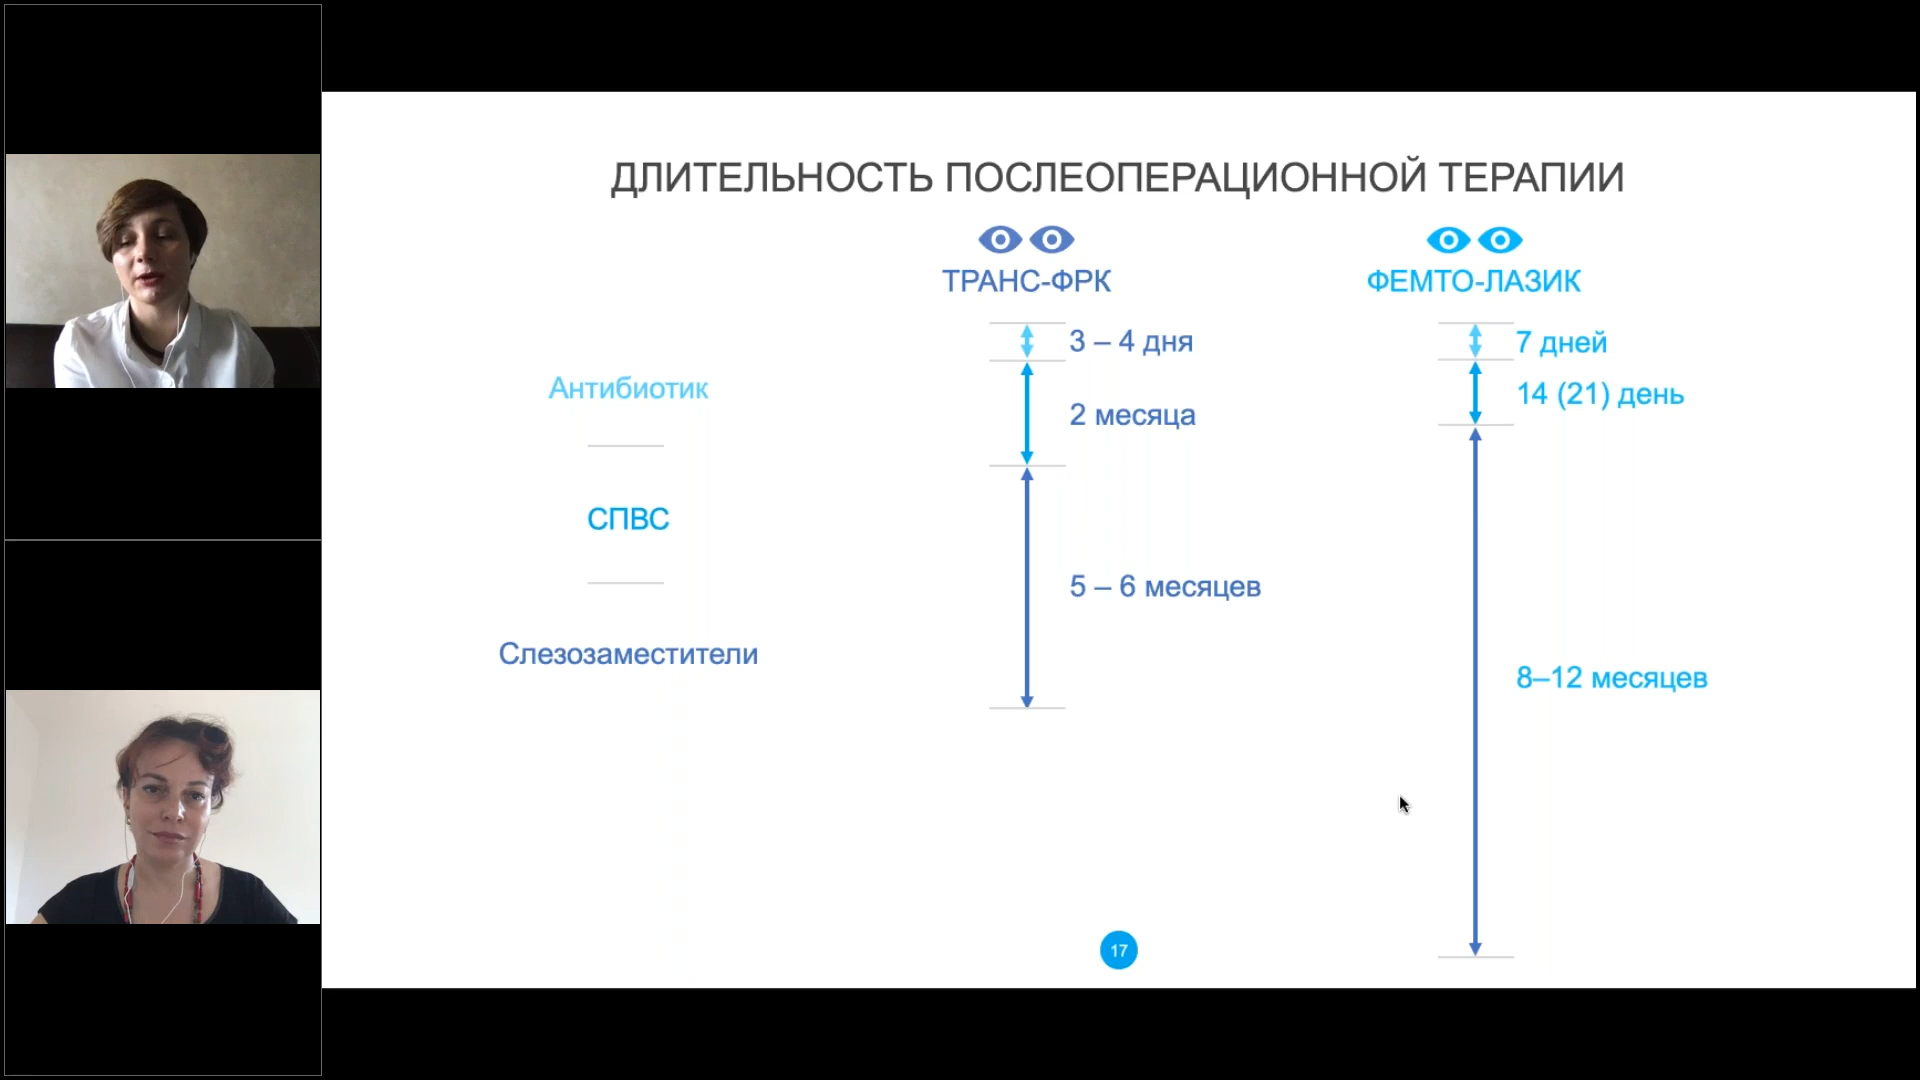 ДЛИТЕЛЬНОСТЬ ПОСЛЕОПЕРАЦИОННОЙ ТЕРАПИИ
ТРАНС-ФРК
ФЕМТО-ЛАЗИК
Антибиотик
СПВС
Слезозаместители
3 – 4 дня
2 месяца
5 – 6 месяцев
7 дней
14 (21) день
8–12 месяцев
17